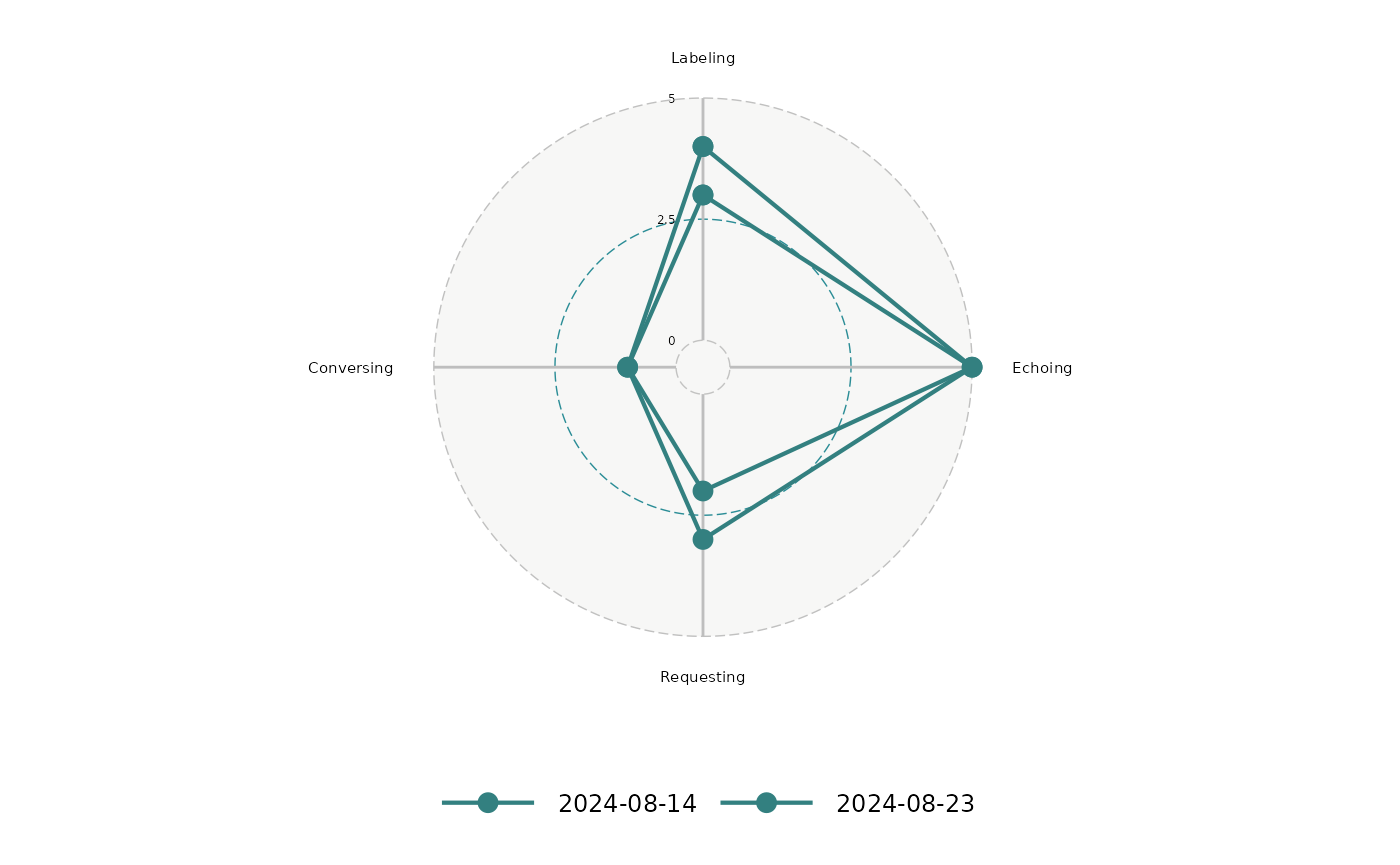 Labeling
5
2.5
0
Conversing
Echoing
Requesting
2024-08-14 2024-08-23